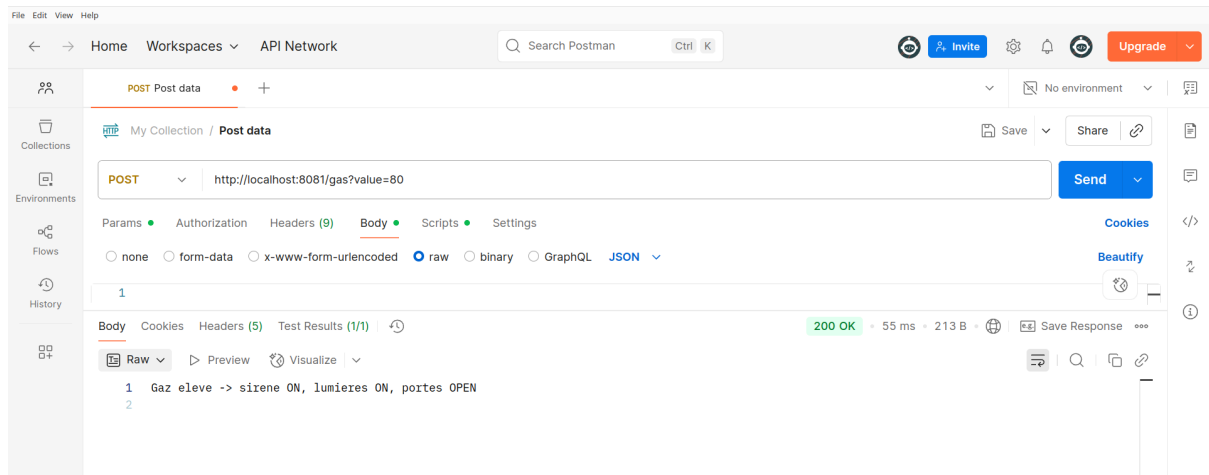 File Edit View Help
Home Workspaces API Network Search Postman Ctrl K Invite Upgrade
POST Post data No environment
HTTP My Collection / Post data Save Share
Collections
POST http://localhost:8081/gas?value=80 Send
Environments
Params Authorization Headers (9) Body Scripts Settings Cookies
Flows
none form-data x-www-form-urlencoded raw binary GraphQL JSON Beautify
History
1
Body Cookies Headers (5) Test Results (1/1) 200 OK 55 ms 213 B e.g. Save Response
Raw Preview Visualize
1 Gaz eleve -> sirene ON, lumieres ON, portes OPEN
2